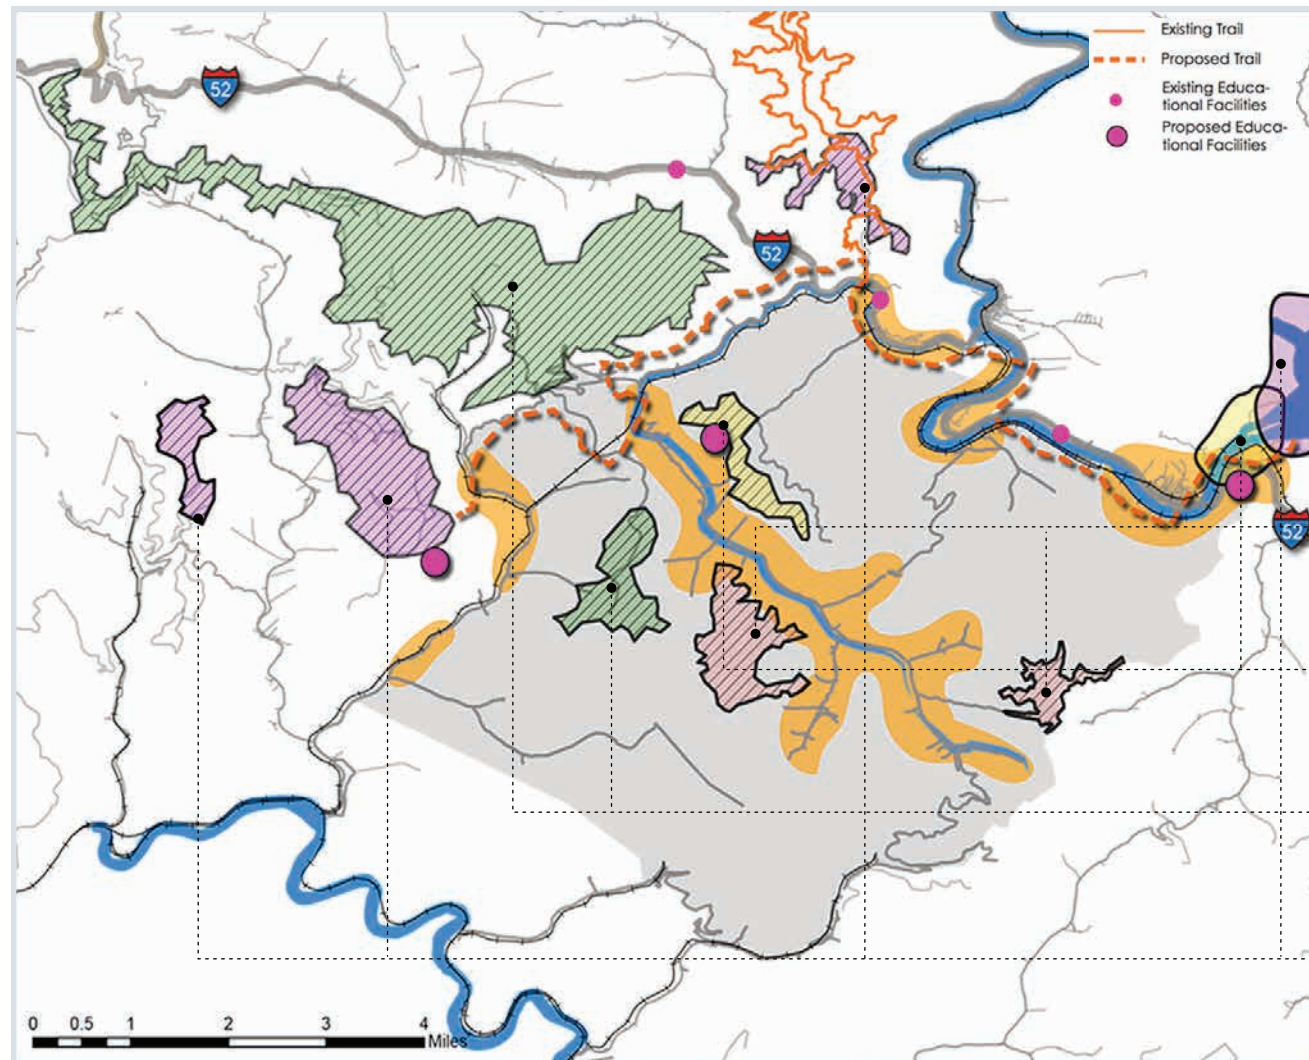 Existing Trail
Proposed Trail
Existing Educa-
tional Facilities
Proposed Educa-
tional Facilities
52
52
52
0 0.5 1 2 3 4
Miles